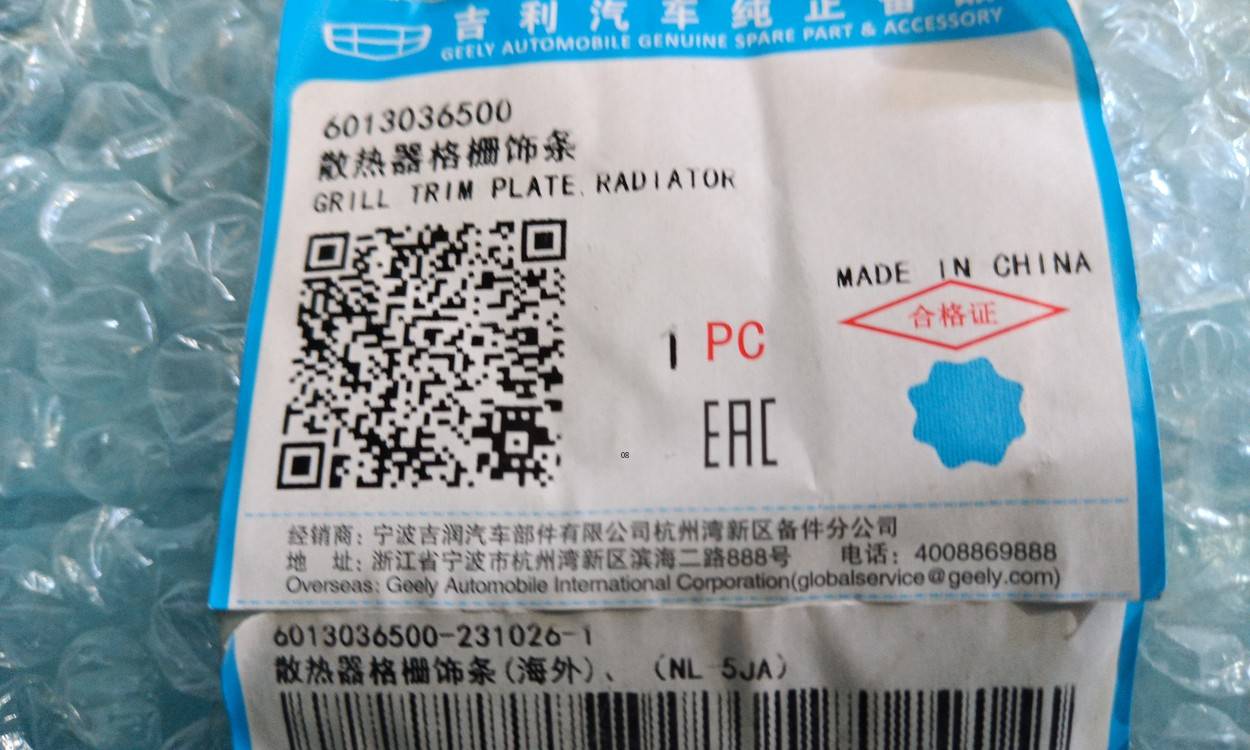 吉利汽车纯正备
GEELY AUTOMOBILE GENUINE SPARE PART & ACCESSORY
6013036500
散热器格栅饰条
GRILL TRIM PLATE.RADIATOR
MADE IN CHINA
合格证
1 PC
EAC
08
经销商：宁波吉润汽车部件有限公司杭州湾新区备件分公司
地 址：浙江省宁波市杭州湾新区滨海二路888号 电话：4008869888
Overseas: Geely Automobile International Corporation(globalservice@geely.com)
6013036500-231026-1
散热器格栅饰条(海外)、（NL 5JA）